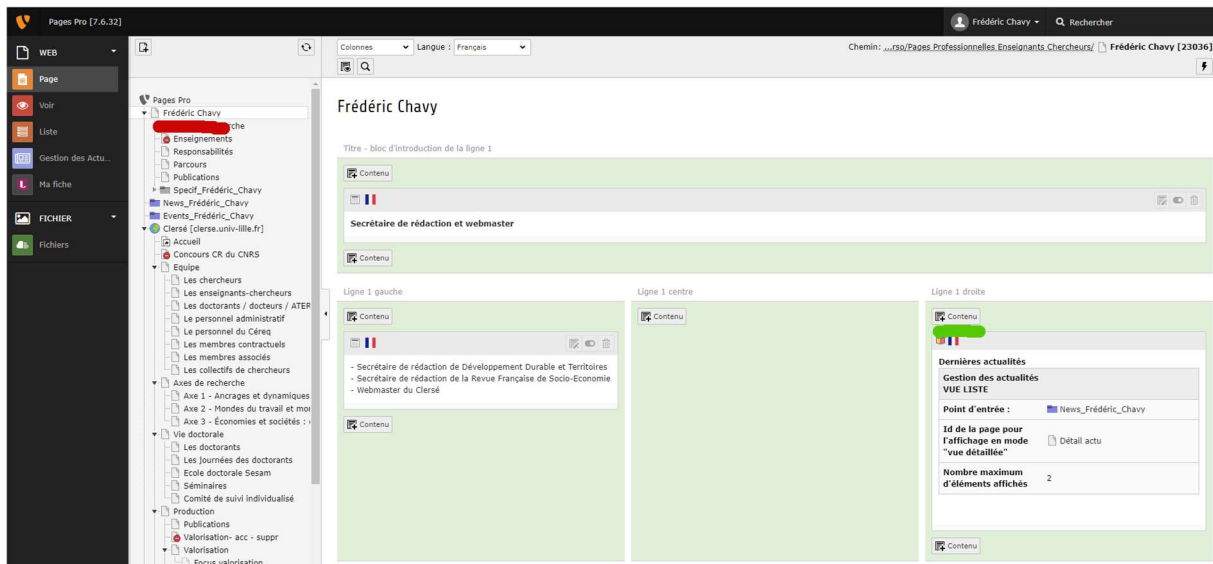 Pages Pro [7.6.32]
Frédéric Chavy
Rechercher
WEB
Page
Voir
Liste
Gestion des Actu...
Ma fiche
FICHIER
Fichiers
Pages Pro
Frédéric Chavy
rche
Enseignements
Responsabilités
Parcours
Publications
Specif_Frédéric_Chavy
News_Frédéric_Chavy
Events_Frédéric_Chavy
Clersé [clerse.univ-lille.fr]
Accueil
Concours CR du CNRS
Equipe
Les chercheurs
Les enseignants-chercheurs
Les doctorants / docteurs / ATER
Le personnel administratif
Le personnel du Céreq
Les membres contractuels
Les membres associés
Les collectifs de chercheurs
Axes de recherche
Axe 1 - Ancrages et dynamiques
Axe 2 - Mondes du travail et mo
Axe 3 - Économies et sociétés :
Vie doctorale
Les doctorants
Les journées des doctorants
Ecole doctorale Sesam
Séminaires
Comité de suivi individualisé
Production
Publications
Valorisation- acc - suppr
Valorisation
Focus valorisation
Colonnes
Langue : Français
Chemin: ...rso/Pages Professionnelles Enseignants Chercheurs/ Frédéric Chavy [23036]
Frédéric Chavy
Titre - bloc d'introduction de la ligne 1
Contenu
Secrétaire de rédaction et webmaster
Contenu
Ligne 1 gauche
Contenu
- Secrétaire de rédaction de Développement Durable et Territoires
- Secrétaire de rédaction de la Revue Française de Socio-Economie
- Webmaster du Clersé
Contenu
Ligne 1 centre
Contenu
Ligne 1 droite
Contenu
Dernières actualités
Gestion des actualités
VUE LISTE
Point d'entrée : News_Frédéric_Chavy
Id de la page pour
l'affichage en mode Détail actu
"vue détaillée"
Nombre maximum
d'éléments affichés 2
Contenu